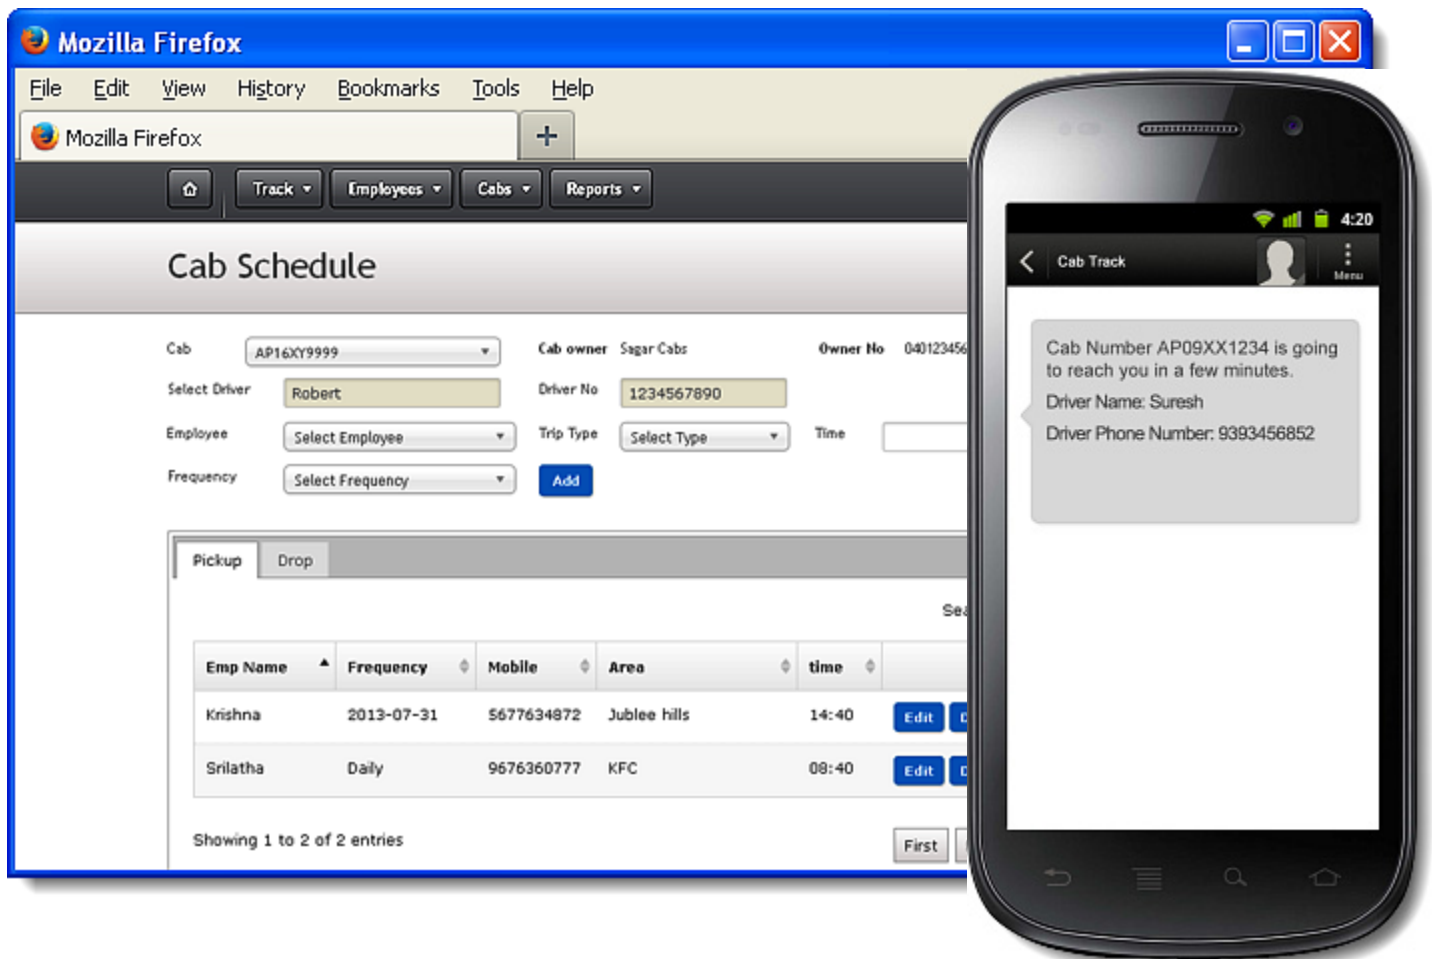 Mozilla Firefox
File Edit View History Bookmarks Tools Help
Mozilla Firefox +
Track Employees Cabs Reports
Cab Schedule
Cab AP16XY9999 Cab owner Sagar Cabs Owner No 040123456
Select Driver Robert Driver No 1234567890
Employee Select Employee Trip Type Select Type Time
Frequency Select Frequency Add
Pickup Drop
Emp Name Frequency Mobile Area time
Krishna 2013-07-31 5677634872 Jublee hills 14:40 Edit
Srilatha Daily 9676360777 KFC 08:40 Edit
Showing 1 to 2 of 2 entries First
4:20
Cab Track Menu
Cab Number AP09XX1234 is going
to reach you in a few minutes.
Driver Name: Suresh
Driver Phone Number: 9393456852